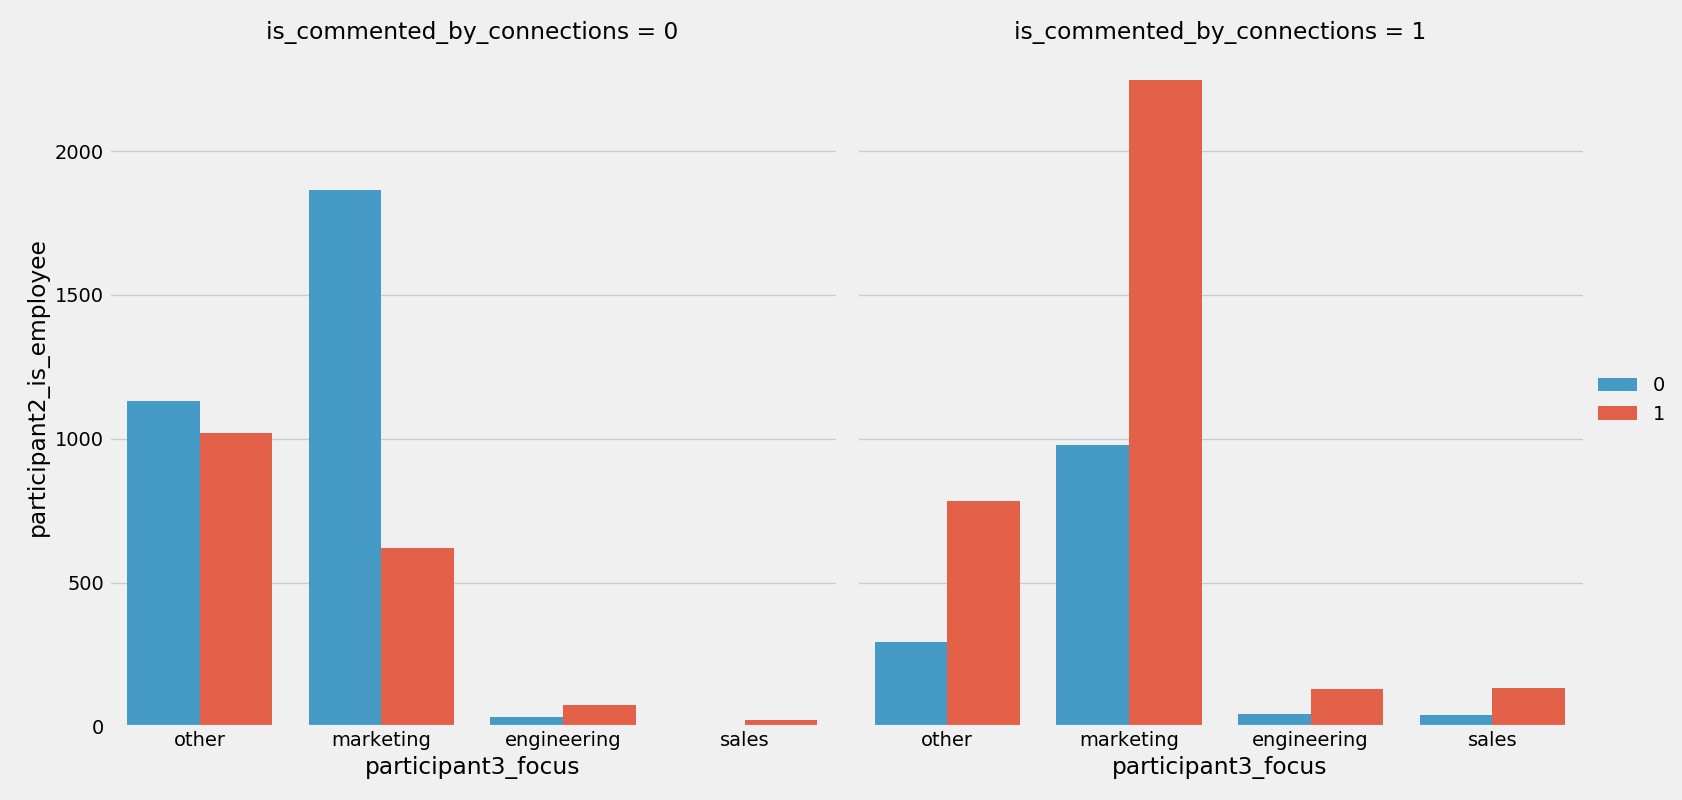 is_commented_by_connections = 0
is_commented_by_connections = 1
participant2_is_employee
2000
1500
1000
500
0
other marketing engineering sales
participant3_focus
other marketing engineering sales
participant3_focus
0
1